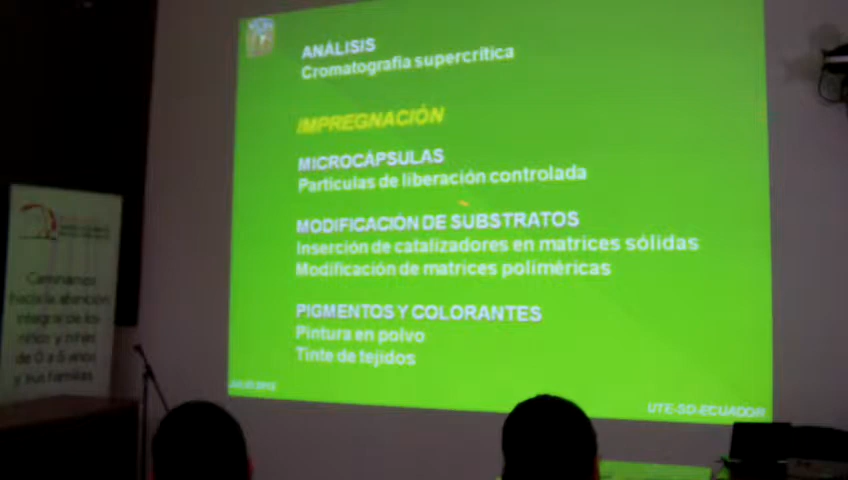 ANÁLISIS
Cromatografía supercrítica
IMPREGNACIÓN
MICROCÁPSULAS
Partículas de liberación controlada
MODIFICACIÓN DE SUBSTRATOS
Inserción de catalizadores en matrices sólidas
Modificación de matrices poliméricas
PIGMENTOS Y COLORANTES
Pintura en polvo
Tinte de tejidos
UTE-SD-ECUADOR
Caminamos
hacia la atención
integral de los
niños y niñas
de 0 a 5 años
y sus familias